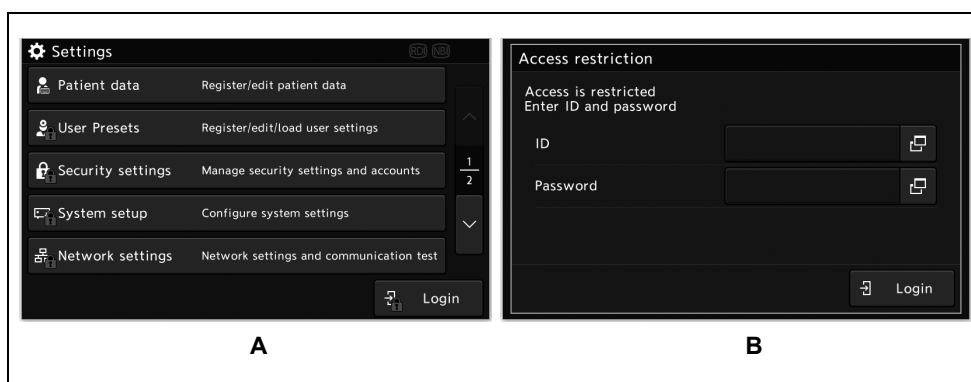 Settings
RDI NBI
Patient data Register/edit patient data
User Presets Register/edit/load user settings
Security settings Manage security settings and accounts
1
2
System setup Configure system settings
Network settings Network settings and communication test
Login
A
Access restriction
Access is restricted
Enter ID and password
ID
Password
Login
B